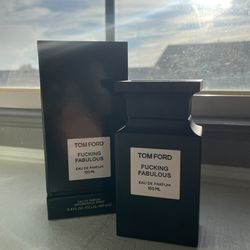 TOM FORD
FUCKING
FABULOUS
EAU DE PARFUM
100 ML
TOM FORD
FUCKING
FABULOUS
EAU DE PARFUM
100 ML